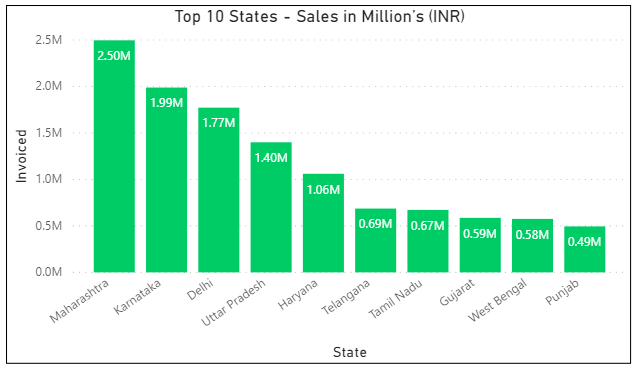 Top 10 States - Sales in Million's (INR)
2.5M
2.0M
1.5M
1.0M
0.5M
0.0M
Invoiced
2.50M
1.99M
1.77M
1.40M
1.06M
0.69M
0.67M
0.59M
0.58M
0.49M
Maharashtra
Karnataka
Delhi
Uttar Pradesh
Haryana
Telangana
Tamil Nadu
Gujarat
West Bengal
Punjab
State